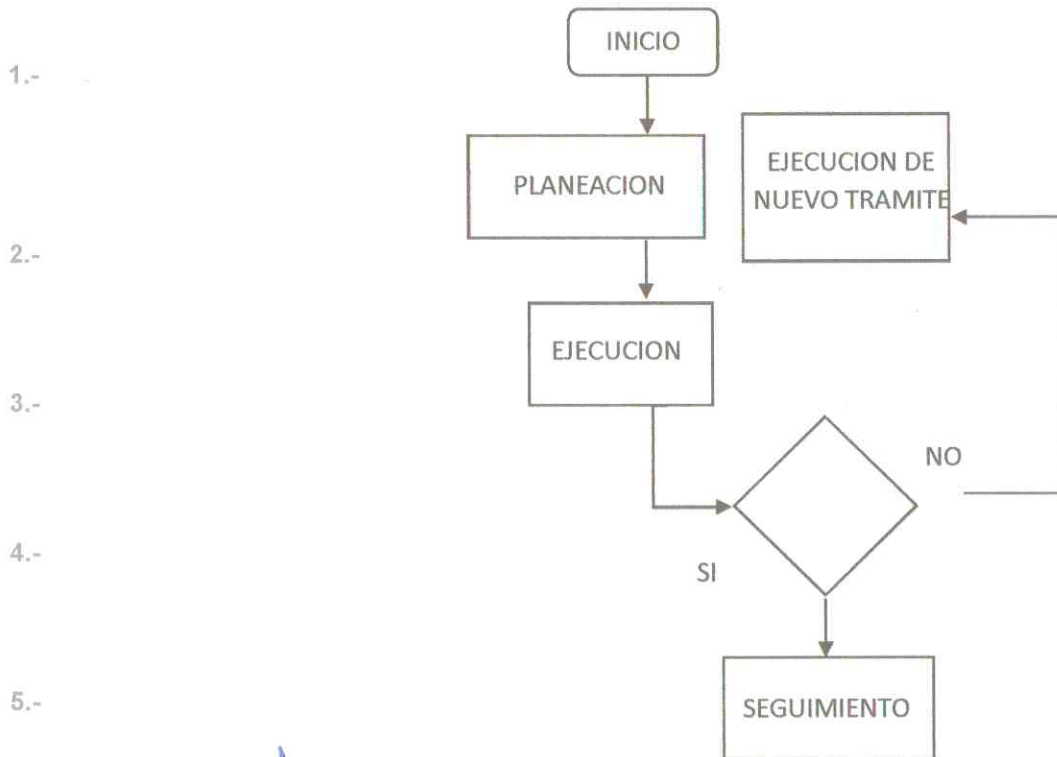 INICIO
1.-
PLANEACION
EJECUCION DE
NUEVO TRAMITE
2.-
EJECUCION
3.-
NO
4.-
SI
5.-
SEGUIMIENTO